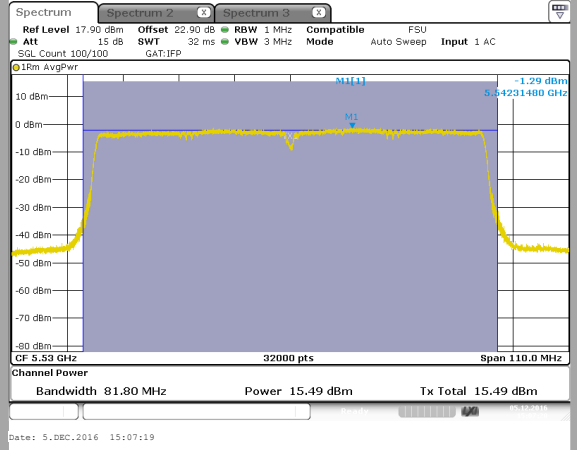 Spectrum Spectrum 2 X Spectrum 3 X
Ref Level 17.90 dBm Offset 22.90 dB RBW 1 MHz Compatible FSU
Att 15 dB SWT 32 ms VBW 3 MHz Mode Auto Sweep Input 1 AC
SGL Count 100/100 GAT:IFP
1Rm AvgPwr
M1[1] -1.29 dBm
5.54231480 GHz
10 dBm
M1
0 dBm
-10 dBm
-20 dBm
-30 dBm
-40 dBm
-50 dBm
-60 dBm
-70 dBm
-80 dBm
CF 5.53 GHz 32000 pts Span 110.0 MHz
Channel Power
Bandwidth 81.80 MHz Power 15.49 dBm Tx Total 15.49 dBm
Ready 05.12.2016
Date: 5.DEC.2016 15:07:19